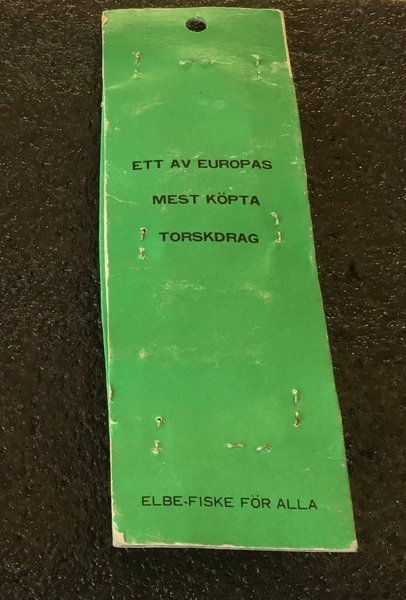 ETT AV EUROPAS
MEST KÖPTA
TORSKDRAG
ELBE-FISKE FÖR ALLA